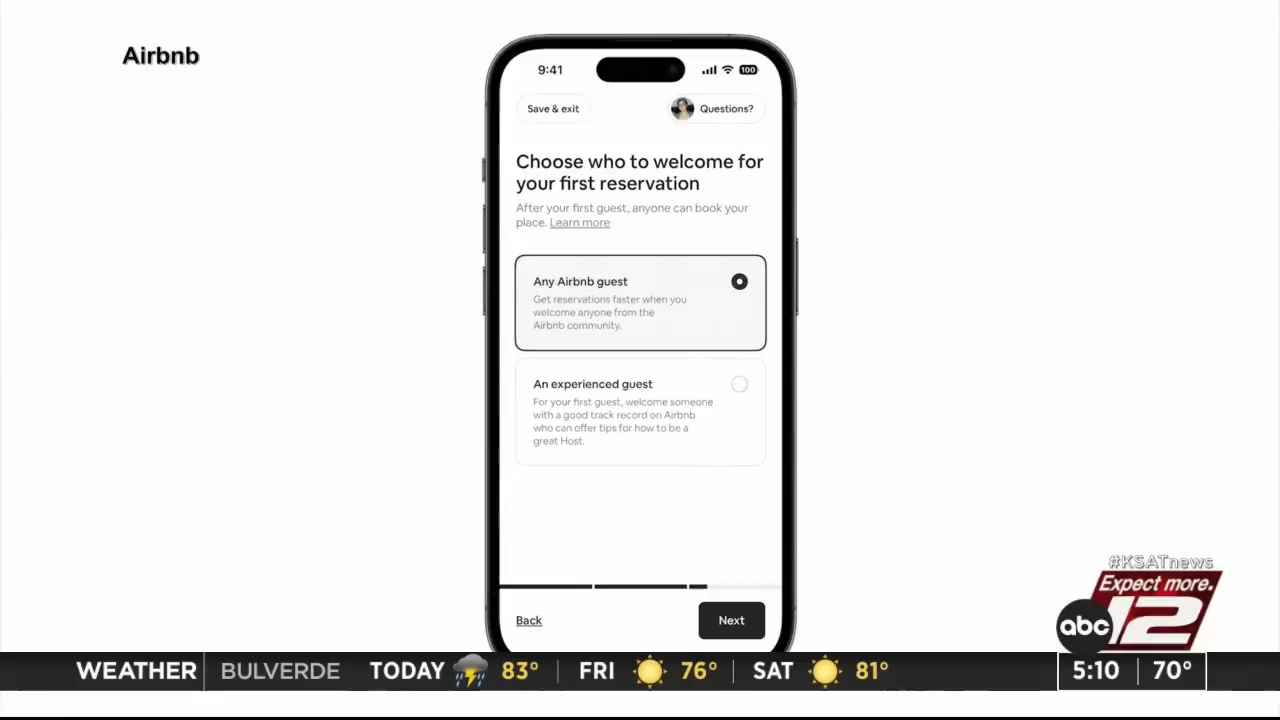 Airbnb
9:41
100
Save & exit
Questions?
Choose who to welcome for
your first reservation
After your first guest, anyone can book your
place. Learn more
Any Airbnb guest
Get reservations faster when you
welcome anyone from the
Airbnb community.
An experienced guest
For your first guest, welcome someone
with a good track record on Airbnb
who can offer tips for how to be a
great Host.
Back
Next
#KSATnews
Expect more.
abc 12
WEATHER BULVERDE TODAY 83° FRI 76° SAT 81° 5:10 70°